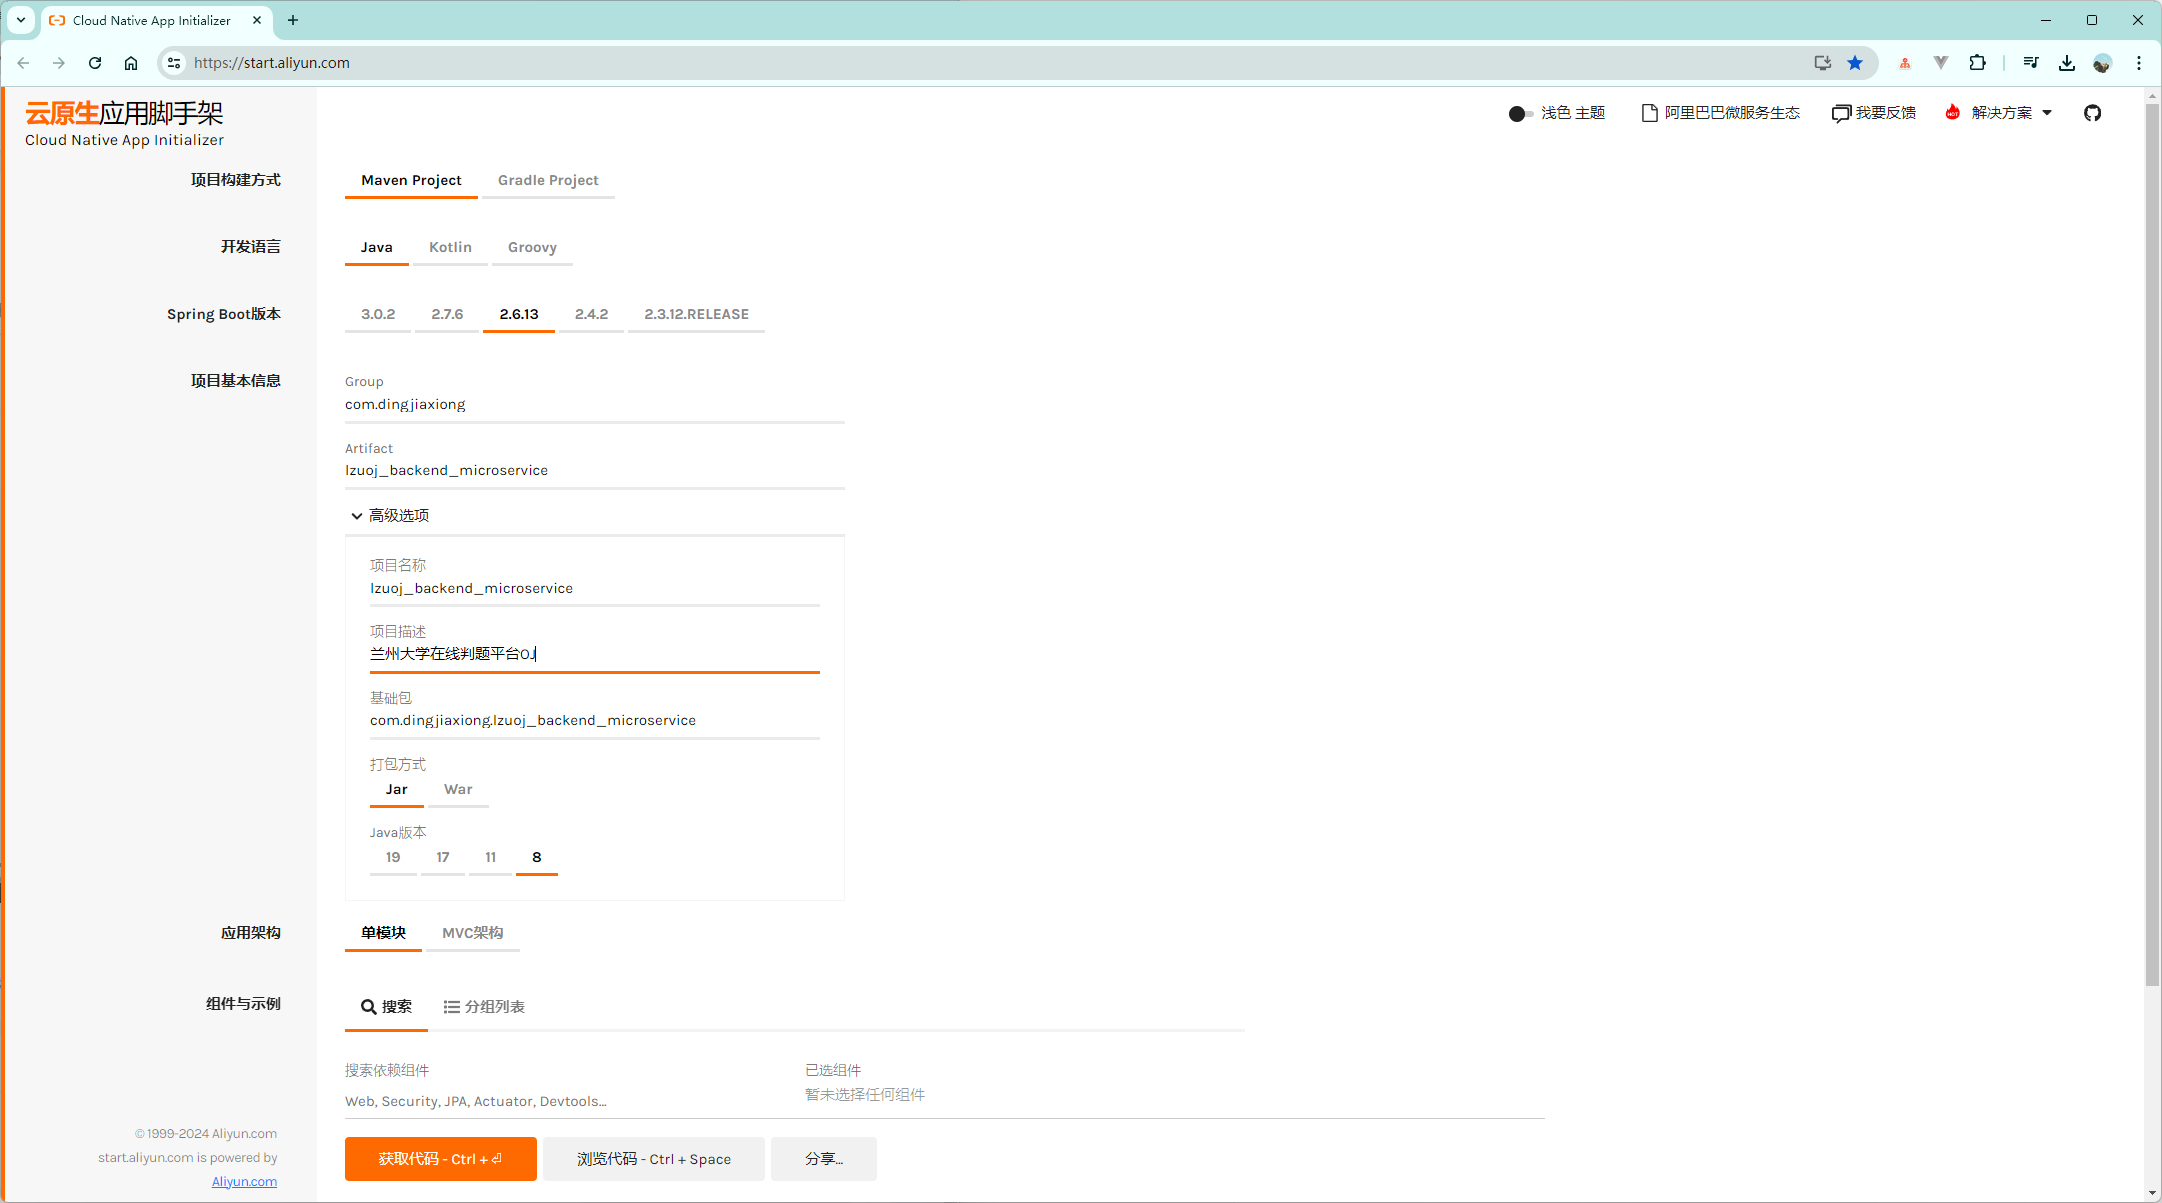 Cloud Native App Initializer
https://start.aliyun.com
云原生应用脚手架
Cloud Native App Initializer
浅色 主题
阿里巴巴微服务生态
我要反馈
HOT
解决方案
项目构建方式
Maven Project
Gradle Project
开发语言
Java
Kotlin
Groovy
Spring Boot版本
3.0.2
2.7.6
2.6.13
2.4.2
2.3.12.RELEASE
项目基本信息
Group
com.dingjiaxiong
Artifact
lzuoj_backend_microservice
高级选项
项目名称
lzuoj_backend_microservice
项目描述
兰州大学在线判题平台OJ
基础包
com.dingjiaxiong.lzuoj_backend_microservice
打包方式
Jar
War
Java版本
19
17
11
8
应用架构
单模块
MVC架构
组件与示例
搜索
分组列表
搜索依赖组件
Web, Security, JPA, Actuator, Devtools...
已选组件
暂未选择任何组件
© 1999-2024 Aliyun.com
start.aliyun.com is powered by
Aliyun.com
获取代码 - Ctrl + ⏎
浏览代码 - Ctrl + Space
分享...